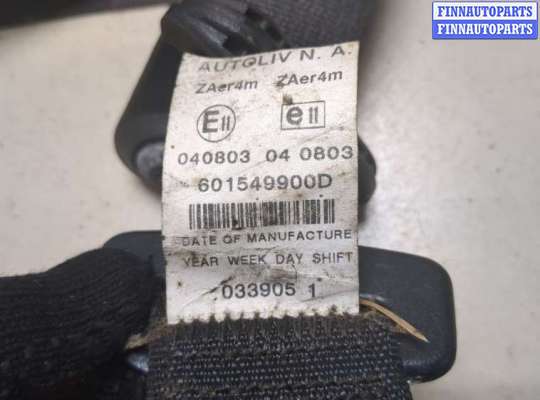 FINNAUTOPARTS
FINNAUTOPARTS
AUTOLIV N. A.
ZAer4m ZAer4m
E11 e11
040803 04 0803
601549900D
DATE OF MANUFACTURE
YEAR WEEK DAY SHIFT
033905 1